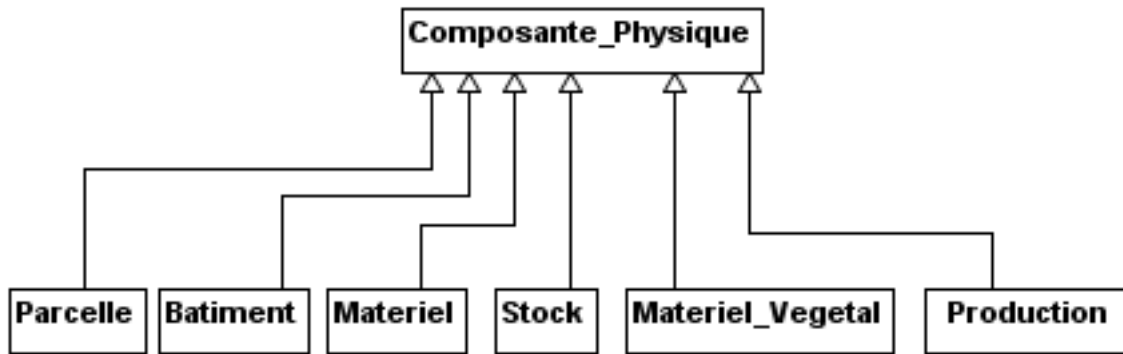 Composante_Physique
Parcelle
Batiment
Materiel
Stock
Materiel_Vegetal
Production